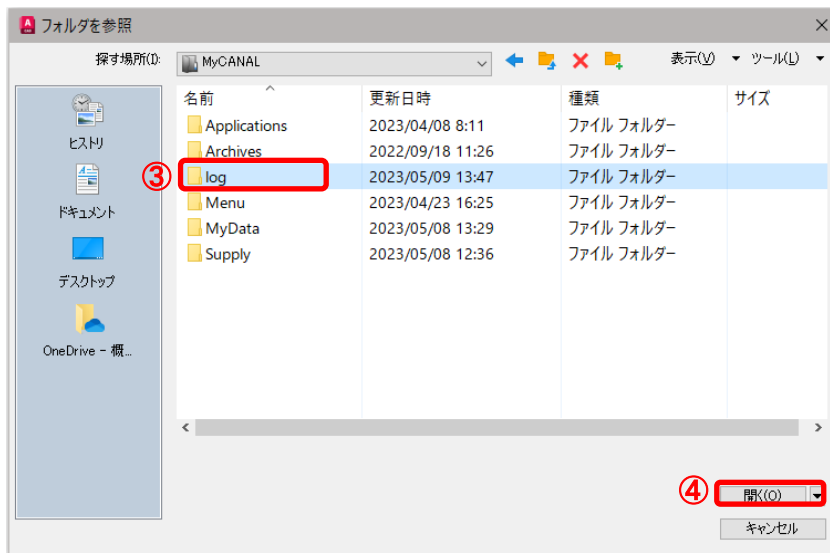 フォルダを参照
探す場所(I):
MyCANAL
表示(V)
ツール(L)
名前
更新日時
種類
サイズ
Applications
2023/04/08 8:11
ファイル フォルダー
Archives
2022/09/18 11:26
ファイル フォルダー
③
log
2023/05/09 13:47
ファイル フォルダー
Menu
2023/04/23 16:25
ファイル フォルダー
MyData
2023/05/08 13:29
ファイル フォルダー
Supply
2023/05/08 12:36
ファイル フォルダー
ヒストリ
ドキュメント
デスクトップ
OneDrive - 概...
④
開く(O)
キャンセル